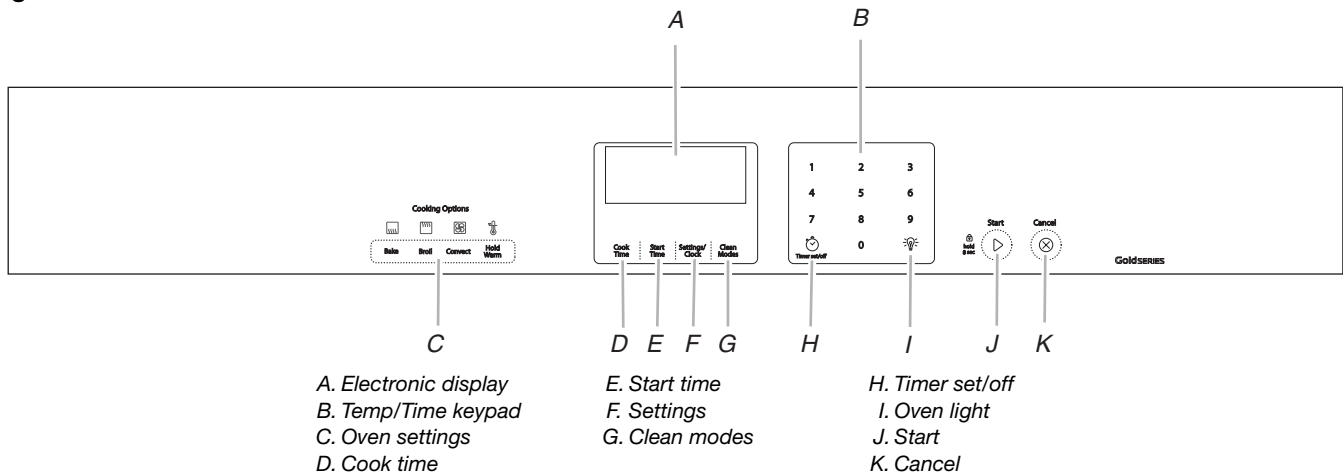 A B
1 2 3
4 5 6
Cooking Options
7 8 9
Start Cancel
Bake Broil Convect Hold Warm
Cook Time Start Time Settings/Clock Clean Modes
Timer set/off
0
hold
3 sec
GoldSERIES
C D E F G H I J K
A. Electronic display
B. Temp/Time keypad
C. Oven settings
D. Cook time
E. Start time
F. Settings
G. Clean modes
H. Timer set/off
I. Oven light
J. Start
K. Cancel